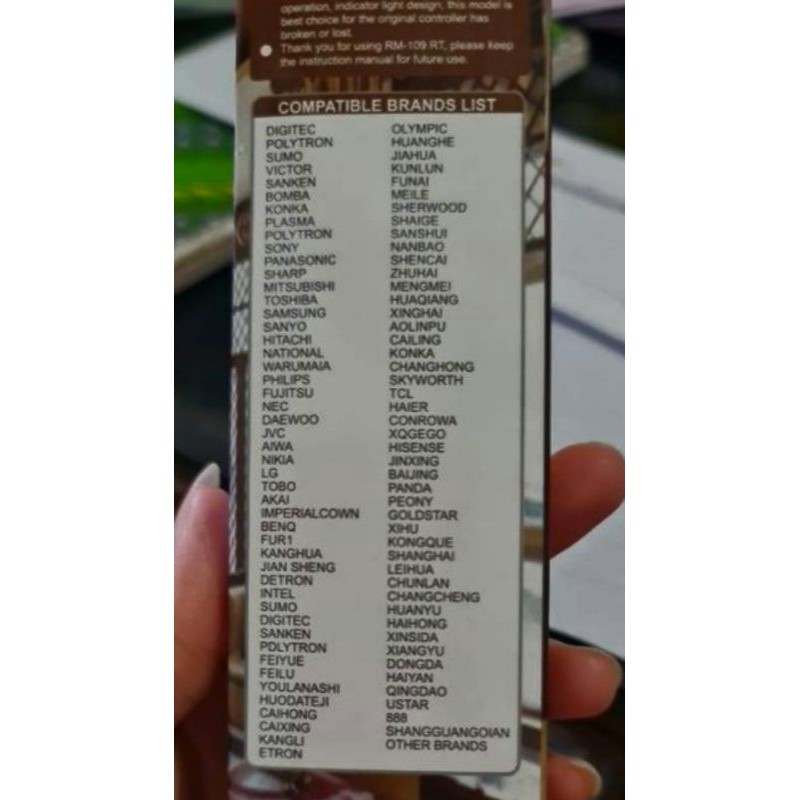 operation, indicator light design, this model is
best choice for the original controller has
broken or lost.
Thank you for using RM-109 RT, please keep
the instruction manual for future use.
COMPATIBLE BRANDS LIST
DIGITEC
POLYTRON
SUMO
VICTOR
SANKEN
BOMBA
KONKA
PLASMA
POLYTRON
SONY
PANASONIC
SHARP
MITSUBISHI
TOSHIBA
SAMSUNG
SANYO
HITACHI
NATIONAL
WARUMAIA
PHILIPS
FUJITSU
NEC
DAEWOO
JVC
AIWA
NIKIA
LG
TOBO
AKAI
IMPERIALCOWN
BENQ
FUR1
KANGHUA
JIAN SHENG
DETRON
INTEL
SUMO
DIGITEC
SANKEN
PDLYTRON
FEIYUE
FEILU
YOULANASHI
HUODATEJI
CAIHONG
CAIXING
KANGLI
ETRON
OLYMPIC
HUANGHE
JIAHUA
KUNLUN
FUNAI
MEILE
SHERWOOD
SHAIGE
SANSHUI
NANBAO
SHENCAI
ZHUHAI
MENGMEI
HUAQIANG
XINGHAI
AOLINPU
CAILING
KONKA
CHANGHONG
SKYWORTH
TCL
HAIER
CONROWA
XQGEGO
HISENSE
JINXING
BAIJING
PANDA
PEONY
GOLDSTAR
XIHU
KONGQUE
SHANGHAI
LEIHUA
CHUNLAN
CHANGCHENG
HUANYU
HAIHONG
XINSIDA
XIANGYU
DONGDA
HAIYAN
QINGDAO
USTAR
888
SHANGGUANGOIAN
OTHER BRANDS